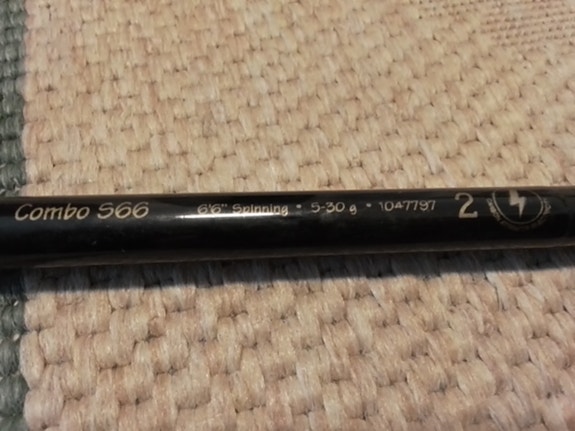 Combo S66 6'6" Spinning • 5-30 g • 1047797 2